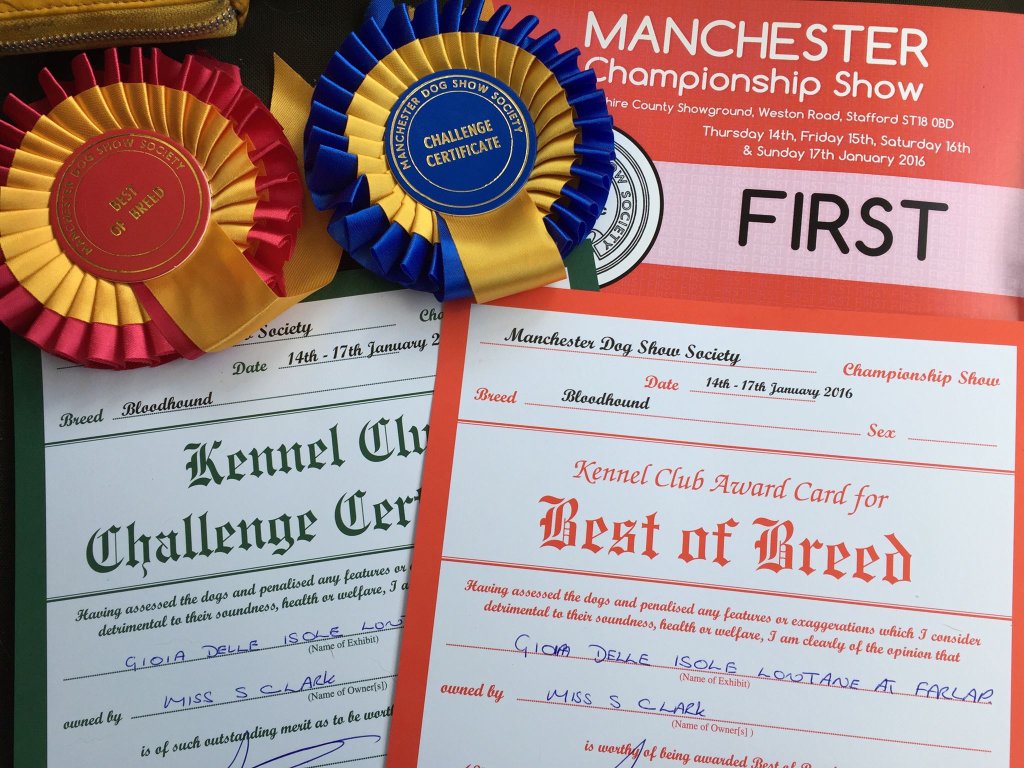 MANCHESTER DOG SHOW SOCIETY
BEST
OF BREED
MANCHESTER DOG SHOW SOCIETY
CHALLENGE
CERTIFICATE
MANCHESTER
Championship Show
hire County Showground, Weston Road, Stafford ST18 0BD
Thursday 14th, Friday 15th, Saturday 16th
& Sunday 17th January 2016
FIRST
SOCIETY
Society
Date 14th - 17th January 2
Breed Bloodhound
Kennel Clu
Challenge Cert
Having assessed the dogs and penalised any features or
detrimental to their soundness, health or welfare, I a
GIOIA DELLE ISOLE LONT
(Name of Exhibit)
owned by MISS S CLARK
(Name of Owner[s])
is of such outstanding merit as to be wort
Manchester Dog Show Society
Championship Show
Date 14th - 17th January 2016
Breed Bloodhound Sex
Kennel Club Award Card for
Best of Breed
Having assessed the dogs and penalised any features or exaggerations which I consider
detrimental to their soundness, health or welfare, I am clearly of the opinion that
GIOIA DELLE ISOLE LONTANE AT FARLAP.
(Name of Exhibit)
owned by MISS S CLARK
(Name of Owner[s])
is worthy of being awarded Best of